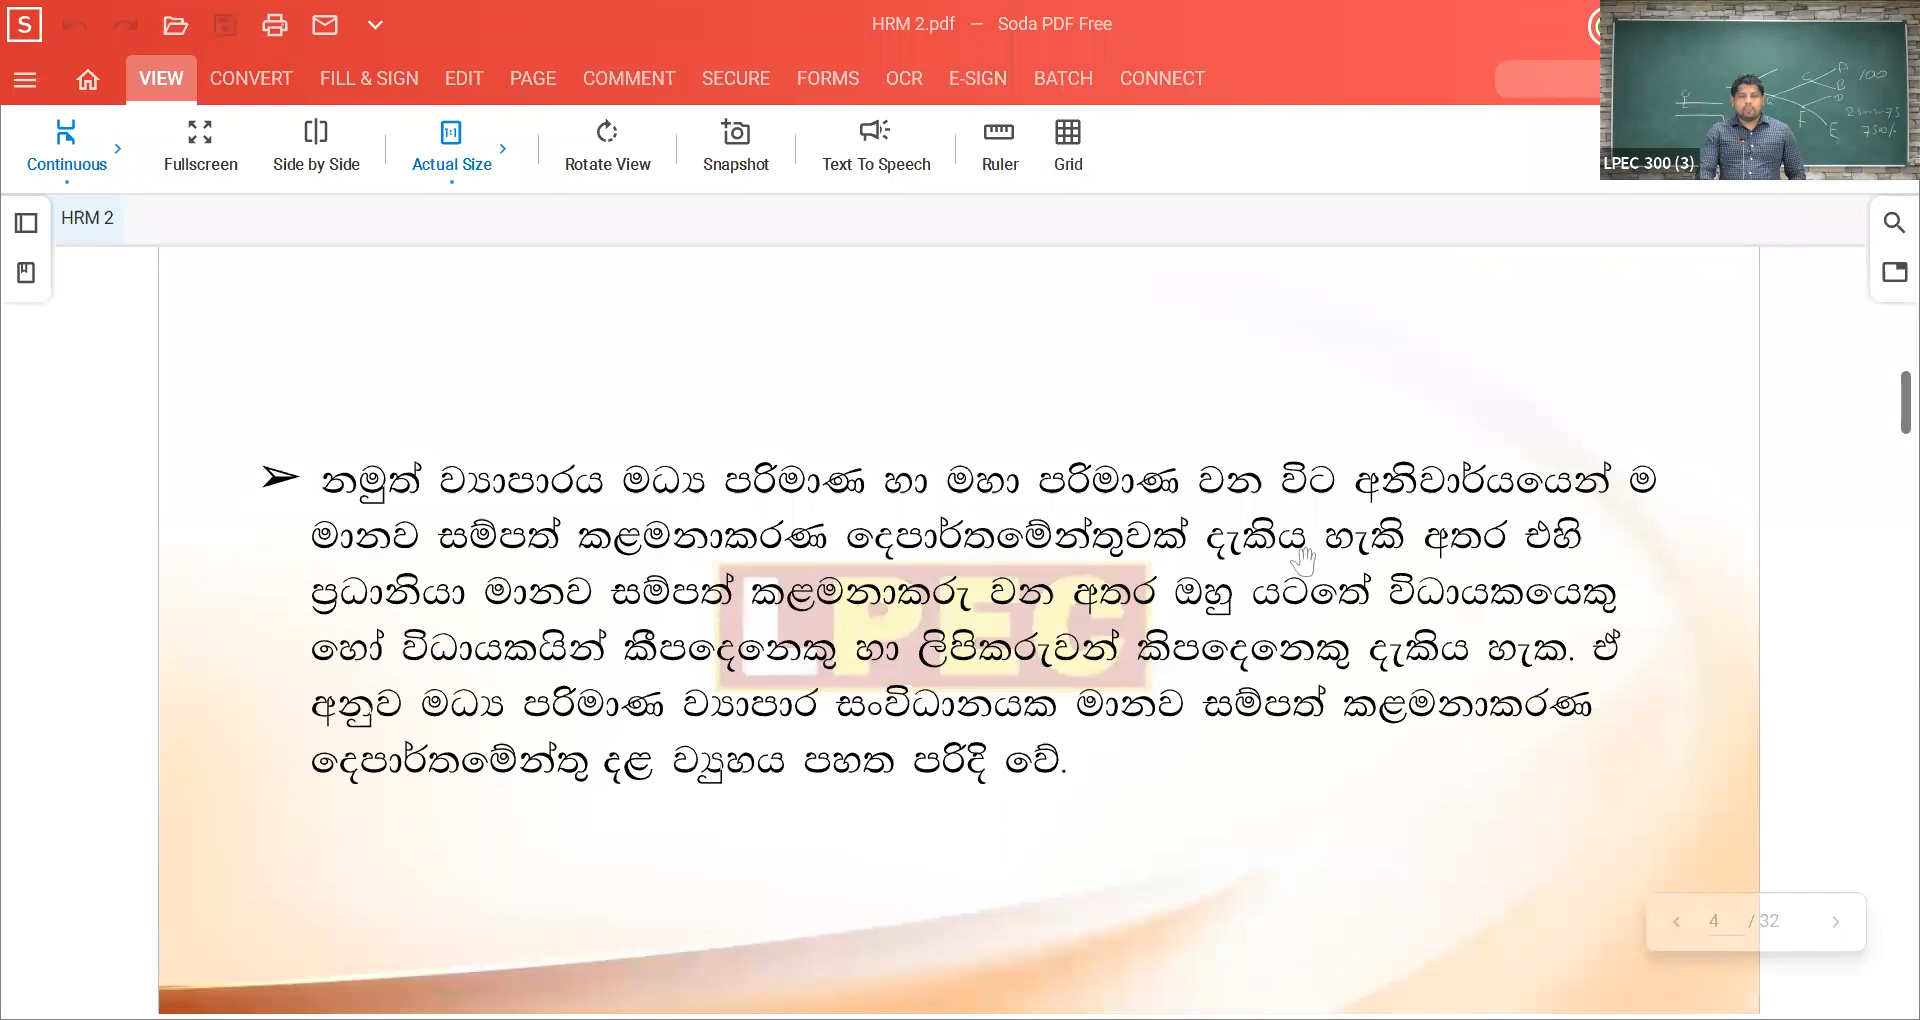 S
HRM 2.pdf — Soda PDF Free
VIEW CONVERT FILL & SIGN EDIT PAGE COMMENT SECURE FORMS OCR E-SIGN BATCH CONNECT
Continuous Fullscreen Side by Side Actual Size Rotate View Snapshot Text To Speech Ruler Grid
LPEC 300 (3)
HRM 2
නමුත් ව්‍යාපාරය මධ්‍ය පරිමාණ හා මහා පරිමාණ වන විට අනිවාර්යයෙන් ම
මානව සම්පත් කළමනාකරණ දෙපාර්තමේන්තුවක් දැකිය හැකි අතර එහි
ප්‍රධානියා මානව සම්පත් කළමනාකරු වන අතර ඔහු යටතේ විධායකයෙකු
හෝ විධායකයින් කීපදෙනෙකු හා ලිපිකරුවන් කිපදෙනෙකු දැකිය හැක. ඒ
අනුව මධ්‍ය පරිමාණ ව්‍යාපාර සංවිධානයක මානව සම්පත් කළමනාකරණ
දෙපාර්තමේන්තු දළ ව්‍යුහය පහත පරිදි වේ.
LPEC
4 / 32